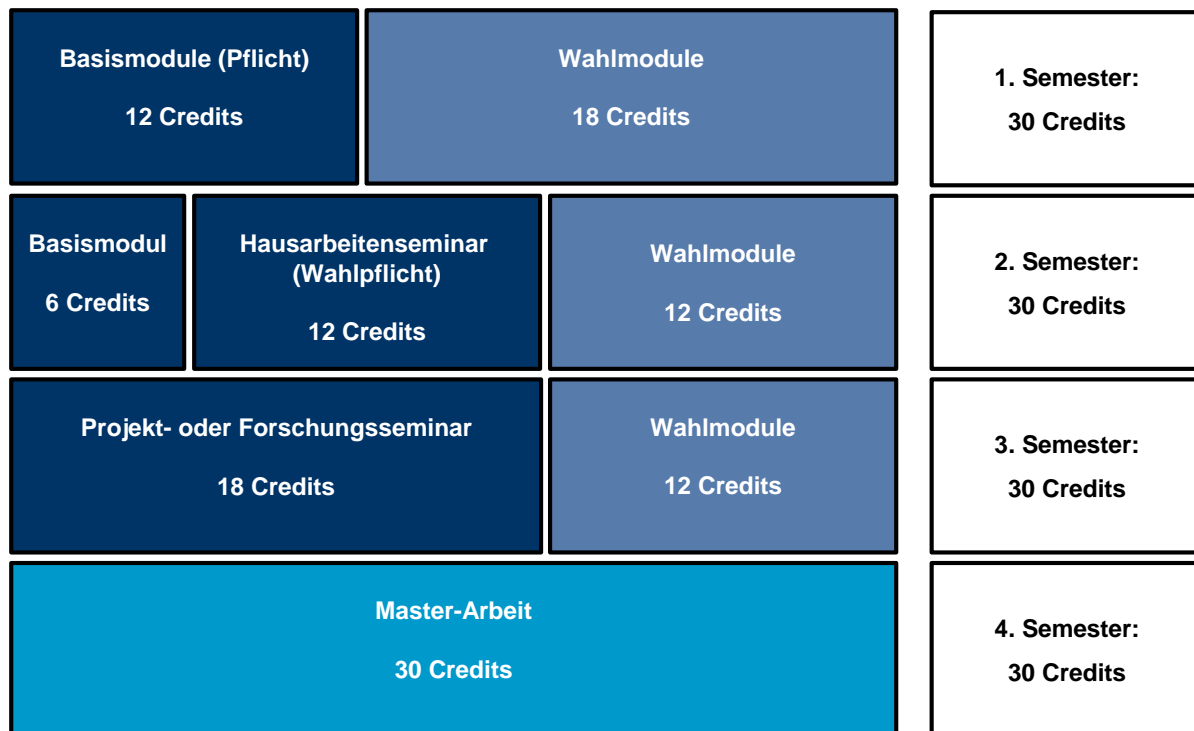 Basismodule (Pflicht)
12 Credits
Wahlmodule
18 Credits
1. Semester:
30 Credits
Basismodul
6 Credits
Hausarbeitenseminar
(Wahlpflicht)
12 Credits
Wahlmodule
12 Credits
2. Semester:
30 Credits
Projekt- oder Forschungsseminar
18 Credits
Wahlmodule
12 Credits
3. Semester:
30 Credits
Master-Arbeit
30 Credits
4. Semester:
30 Credits